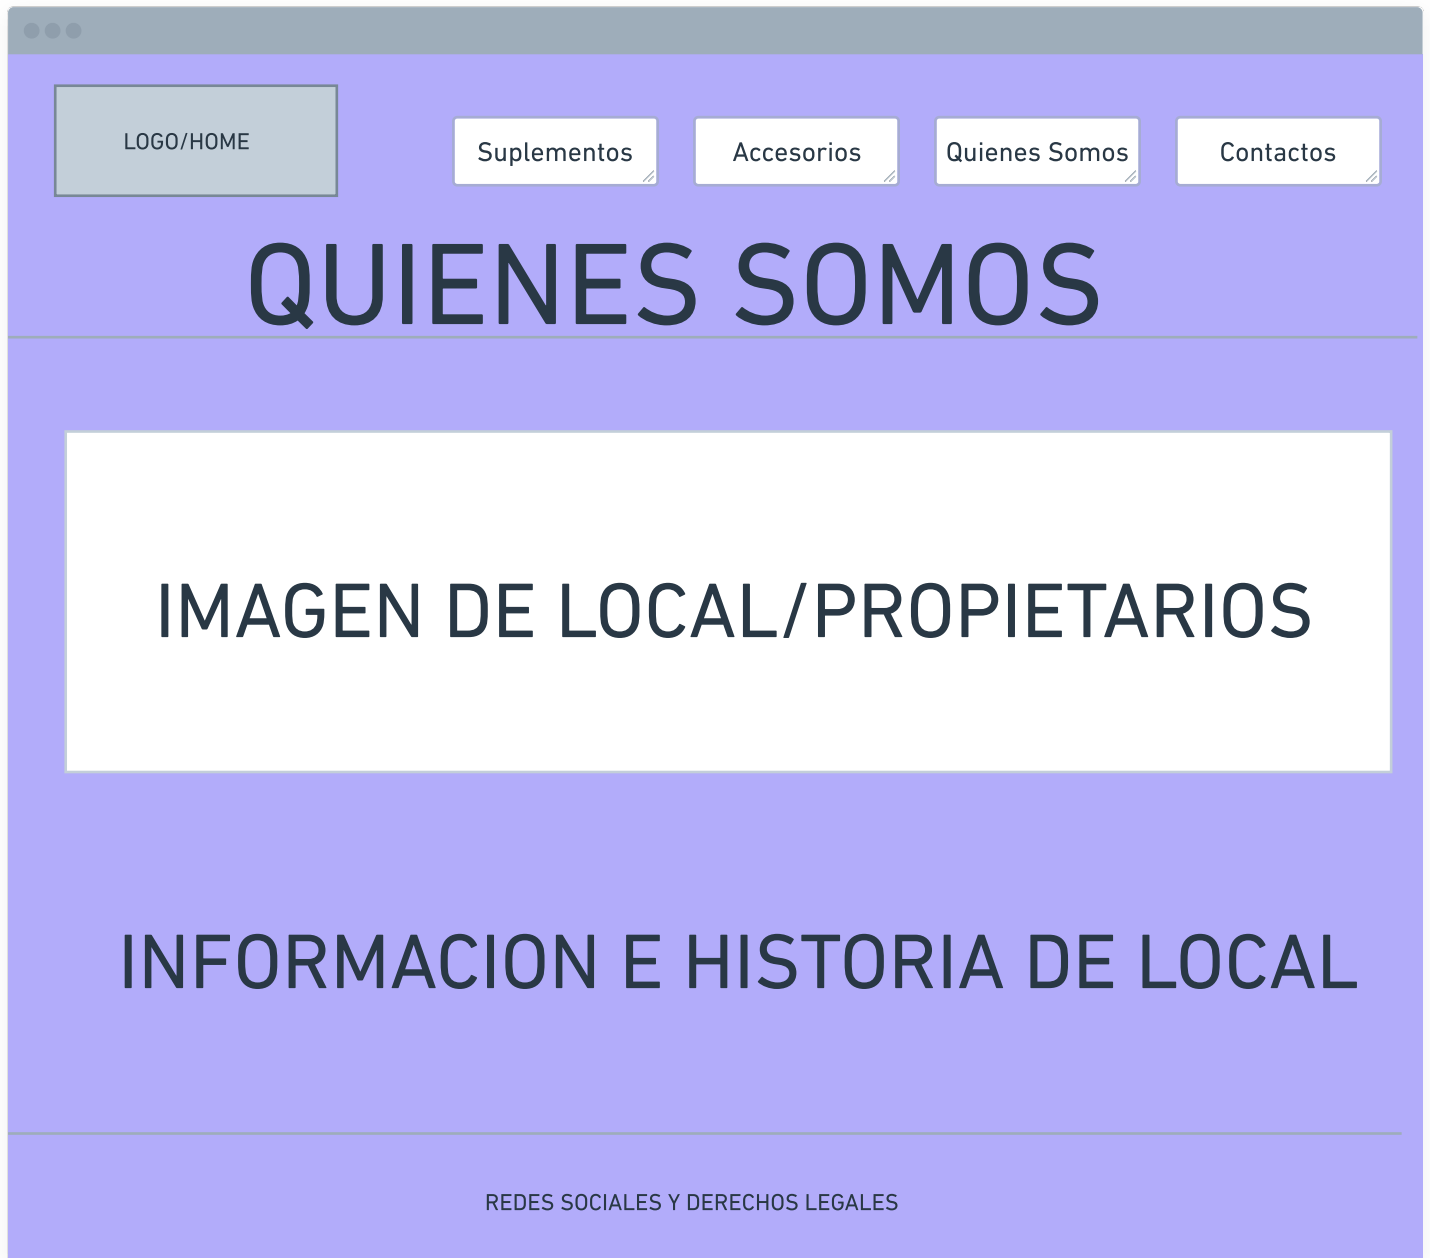 LOGO/HOME
Suplementos
Accesorios
Quienes Somos
Contactos
QUIENES SOMOS
IMAGEN DE LOCAL/PROPIETARIOS
INFORMACION E HISTORIA DE LOCAL
REDES SOCIALES Y DERECHOS LEGALES